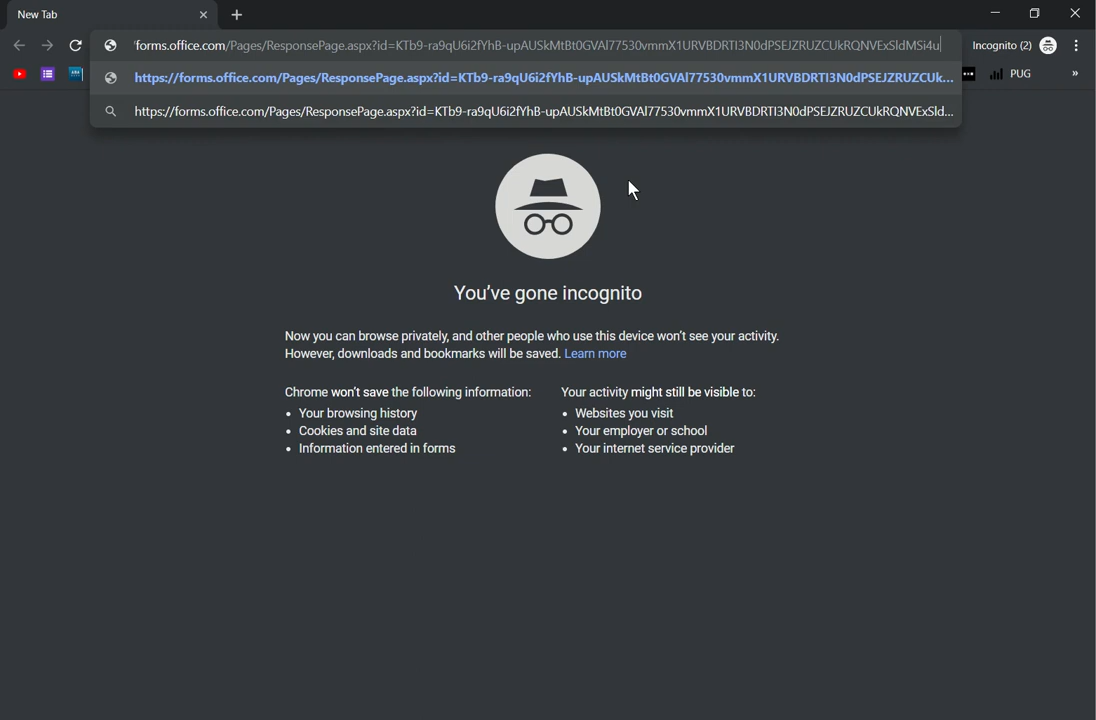 New Tab
'forms.office.com/Pages/ResponsePage.aspx?id=KTb9-ra9qU6i2fYhB-upAUSkMtBt0GVAl77530vmmX1URVBDRTI3N0dPSEJZRUZCUkRQNVExSldMSi4u
Incognito (2)
https://forms.office.com/Pages/ResponsePage.aspx?id=KTb9-ra9qU6i2fYhB-upAUSkMtBt0GVAl77530vmmX1URVBDRTI3N0dPSEJZRUZCUk...
PUG
»
https://forms.office.com/Pages/ResponsePage.aspx?id=KTb9-ra9qU6i2fYhB-upAUSkMtBt0GVAl77530vmmX1URVBDRTI3N0dPSEJZRUZCUkRQNVExSld...
You've gone incognito
Now you can browse privately, and other people who use this device won't see your activity.
However, downloads and bookmarks will be saved. Learn more
Chrome won't save the following information:
• Your browsing history
• Cookies and site data
• Information entered in forms
Your activity might still be visible to:
• Websites you visit
• Your employer or school
• Your internet service provider